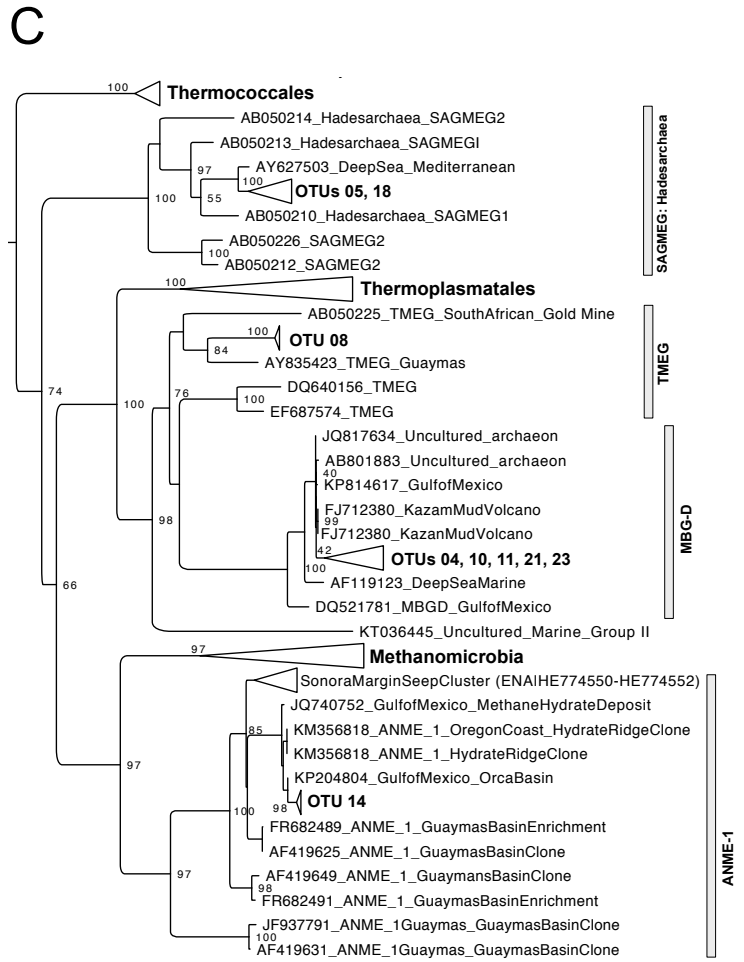 C
100
Thermococcales
AB050214_Hadesarchaea_SAGMEG2
AB050213_Hadesarchaea_SAGMEGI
97
AY627503_DeepSea_Mediterranean
100
OTUs 05, 18
100
55
AB050210_Hadesarchaea_SAGMEG1
AB050226_SAGMEG2
100
AB050212_SAGMEG2
SAGMEG: Hadesarchaea
100
Thermoplasmatales
AB050225_TMEG_SouthAfrican_Gold Mine
100
OTU 08
84
AY835423_TMEG_Guaymas
74
76
DQ640156_TMEG
100
100
EF687574_TMEG
TMEG
JQ817634_Uncultured_archaeon
AB801883_Uncultured_archaeon
40
KP814617_GulfofMexico
FJ712380_KazamMudVolcano
98
99
FJ712380_KazanMudVolcano
42
OTUs 04, 10, 11, 21, 23
100
AF119123_DeepSeaMarine
66
DQ521781_MBGD_GulfofMexico
MBG-D
KT036445_Uncultured_Marine_Group II
97
Methanomicrobia
SonoraMarginSeepCluster (ENA|HE774550-HE774552)
JQ740752_GulfofMexico_MethaneHydrateDeposit
85
KM356818_ANME_1_OregonCoast_HydrateRidgeClone
KM356818_ANME_1_HydrateRidgeClone
97
KP204804_GulfofMexico_OrcaBasin
98
OTU 14
100
FR682489_ANME_1_GuaymasBasinEnrichment
AF419625_ANME_1_GuaymasBasinClone
97
AF419649_ANME_1_GuaymansBasinClone
98
FR682491_ANME_1_GuaymasBasinEnrichment
JF937791_ANME_1Guaymas_GuaymasBasinClone
100
AF419631_ANME_1Guaymas_GuaymasBasinClone
ANME-1